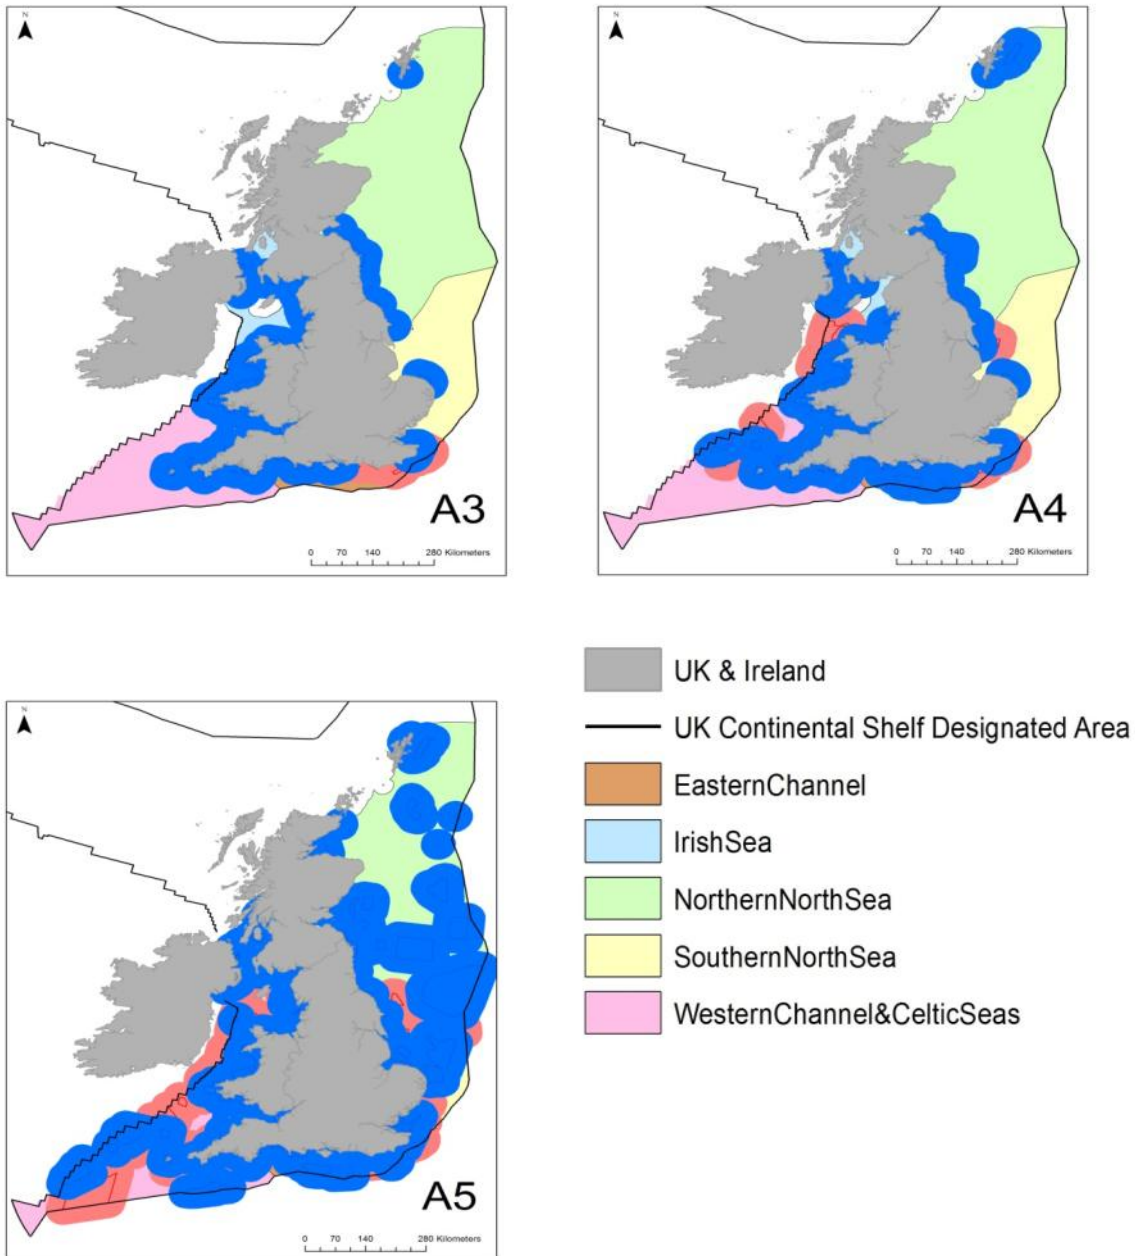 N
A3
0 70 140 280 Kilometers
N
A4
0 70 140 280 Kilometers
N
A5
0 70 140 280 Kilometers
UK & Ireland
UK Continental Shelf Designated Area
EasternChannel
IrishSea
NorthernNorthSea
SouthernNorthSea
WesternChannel&CelticSeas